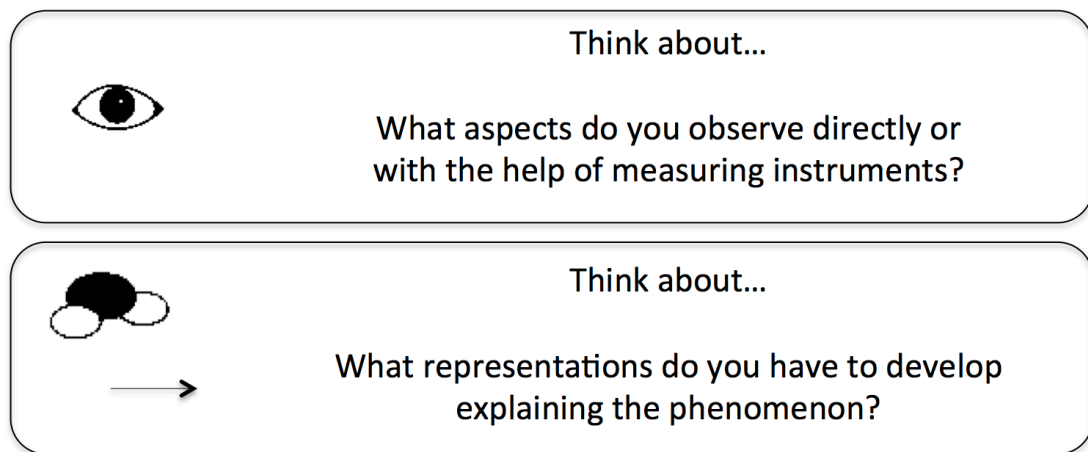 Think about…
What aspects do you observe directly or
with the help of measuring instruments?
Think about…
What representations do you have to develop
explaining the phenomenon?